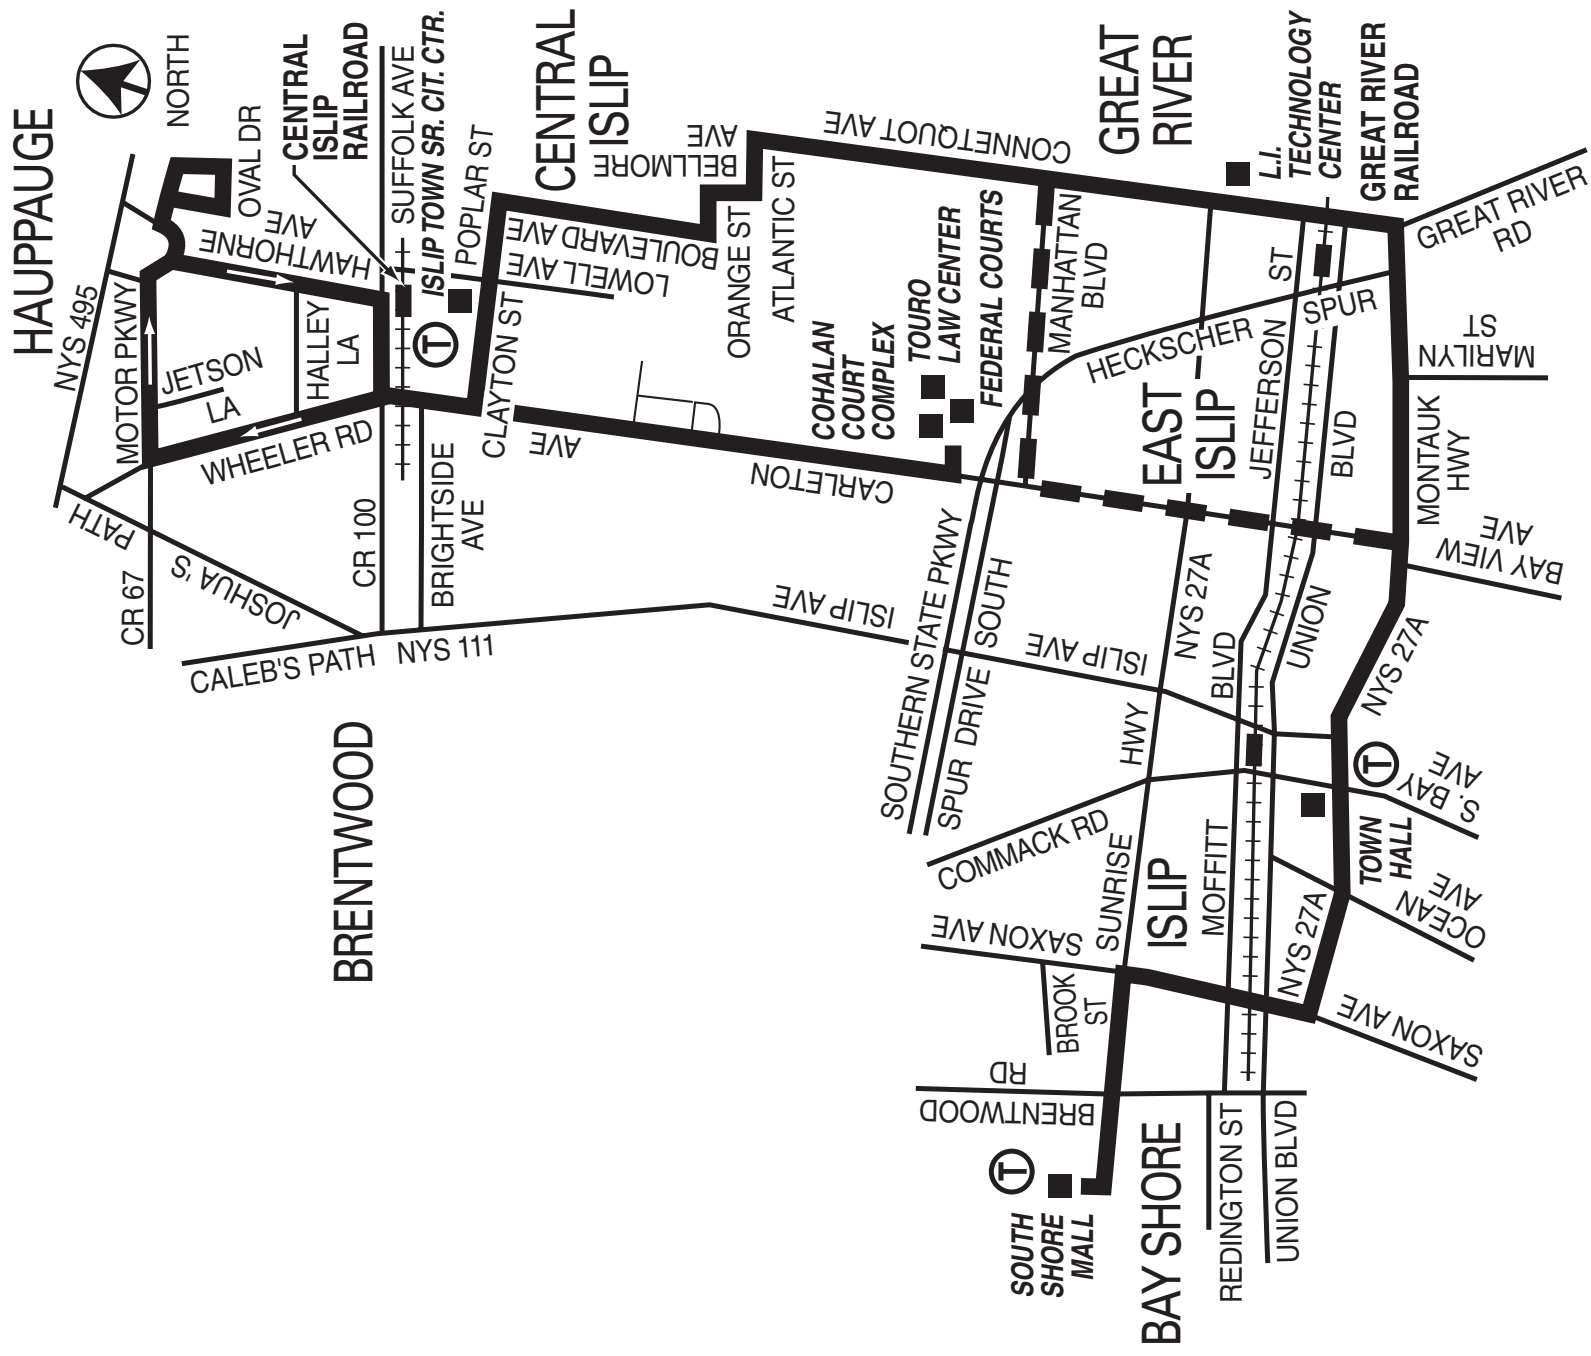 HAUPPAUGE
NORTH
NYS 495
MOTOR PKWY
OVAL DR
HAWTHORNE
AVE
CENTRAL
ISLIP
RAILROAD
SUFFOLK AVE
ISLIP TOWN SR. CIT. CTR.
POPLAR ST
JETSON
LA
HALLEY
LA
WHEELER RD
CR 67
JOSHUA'S
PATH
CR 100
BRIGHTSIDE
AVE
CALEB'S PATH
NYS 111
T
CLAYTON ST
CENTRAL
ISLIP
LOWELL AVE
BOULEVARD AVE
BELLMORE
AVE
ORANGE ST
ATLANTIC ST
CONNETQUOT AVE
CARLETON
AVE
COHALAN
COURT
COMPLEX
TOURO
LAW CENTER
FEDERAL COURTS
MANHATTAN
BLVD
GREAT
RIVER
L.I.
TECHNOLOGY
CENTER
GREAT RIVER
RAILROAD
GREAT RIVER
RD
HECKSCHER
SPUR
JEFFERSON
ST
BLVD
EAST
ISLIP
MARILYN
ST
MONTAUK
HWY
BAY VIEW
AVE
BRENTWOOD
ISLIP AVE
SOUTHERN STATE PKWY
SPUR DRIVE SOUTH
ISLIP AVE
NYS 27A
BLVD
UNION
NYS 27A
HWY
COMMACK RD
SUNRISE
MOFFITT
ISLIP
T
S. BAY
AVE
TOWN
HALL
OCEAN
AVE
NYS 27A
SAXON AVE
SAXON AVE
BROOK
ST
BRENTWOOD
RD
T
SOUTH
SHORE
MALL
BAY SHORE
REDINGTON ST
UNION BLVD